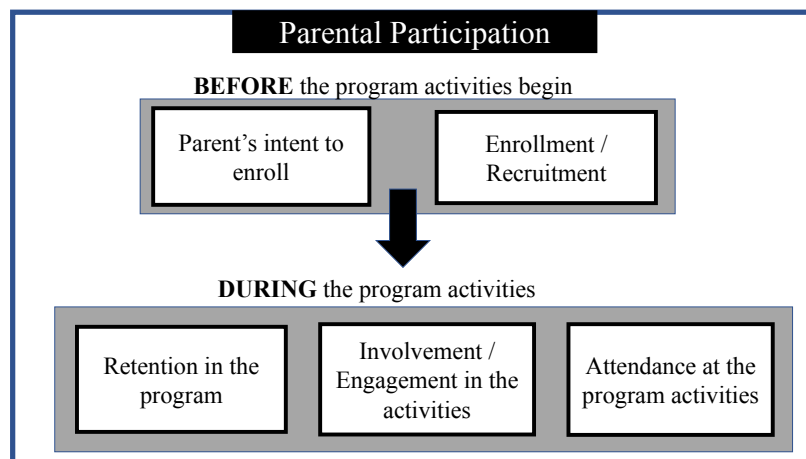 Parental Participation
BEFORE the program activities begin
Parent’s intent to
enroll
Enrollment /
Recruitment
DURING the program activities
Retention in the
program
Involvement /
Engagement in the
activities
Attendance at the
program activities